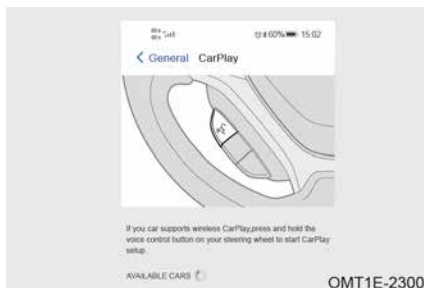 60% 15:02
General CarPlay
If you car supports wireless CarPlay,press and hold the
voice control button on your steering wheel to start CarPlay
setup.
AVAILABLE CARS
OMT1E-2300